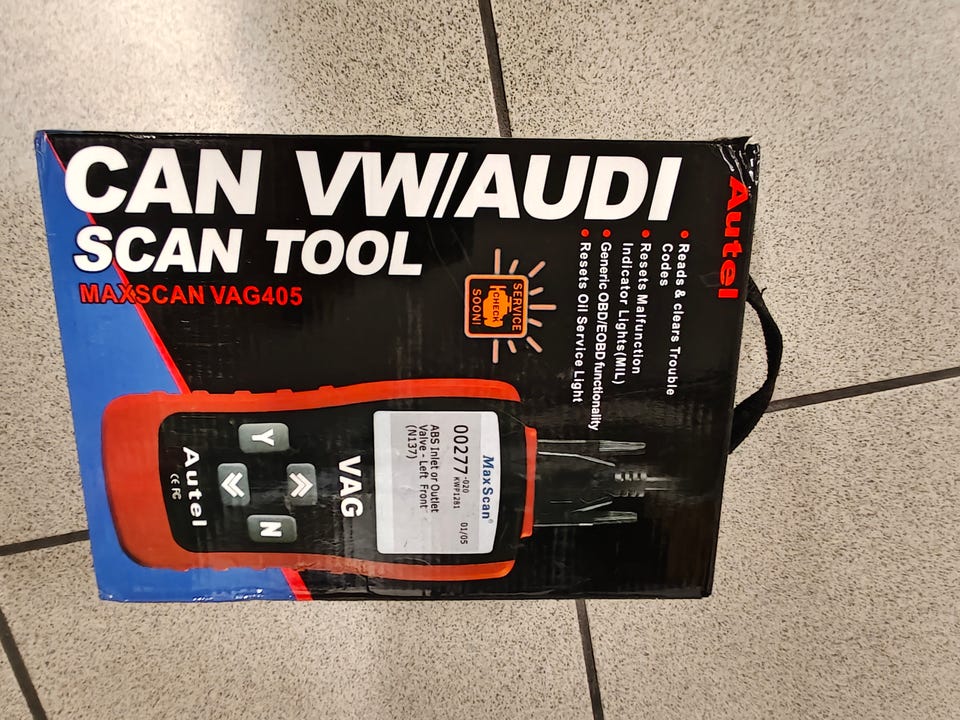 CAN VW/AUDI
SCAN TOOL
MAXSCAN VAG405
Autel
• Reads & clears Trouble
Codes
• Resets Malfunction
Indicator Lights(MIL)
• Generic OBD/EOBD functionality
• Resets Oil Service Light
SERVICE
CHECK
SOON!
MaxScan®
00277-020 01/05
KWP1281
ABS Inlet or Outlet
Valve - Left Front
(N137)
VAG
Y
N
Autel
CE FC